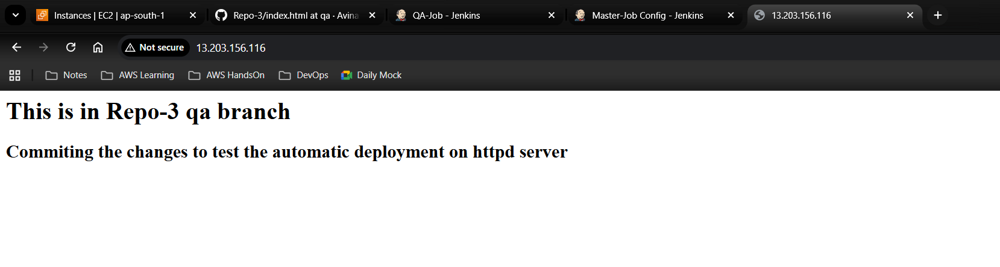 Instances | EC2 | ap-south-1
Repo-3/index.html at qa · Avina
QA-Job - Jenkins
Master-Job Config - Jenkins
13.203.156.116
Not secure
13.203.156.116
Notes
AWS Learning
AWS HandsOn
DevOps
Daily Mock
This is in Repo-3 qa branch
Commiting the changes to test the automatic deployment on httpd server